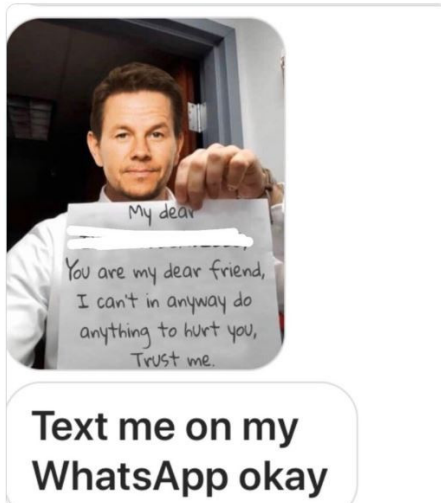 My dear
You are my dear friend,
I can't in anyway do
anything to hurt you,
Trust me.
Text me on my
WhatsApp okay